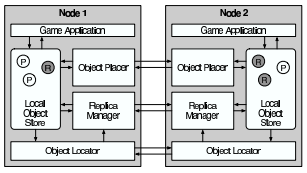 Node 1
Game Application
P
P
R
Object Placer
Local
Object
Store
Replica
Manager
Object Locator
Node 2
Game Application
Object Placer
R
R
P
Replica
Manager
Local
Object
Store
Object Locator